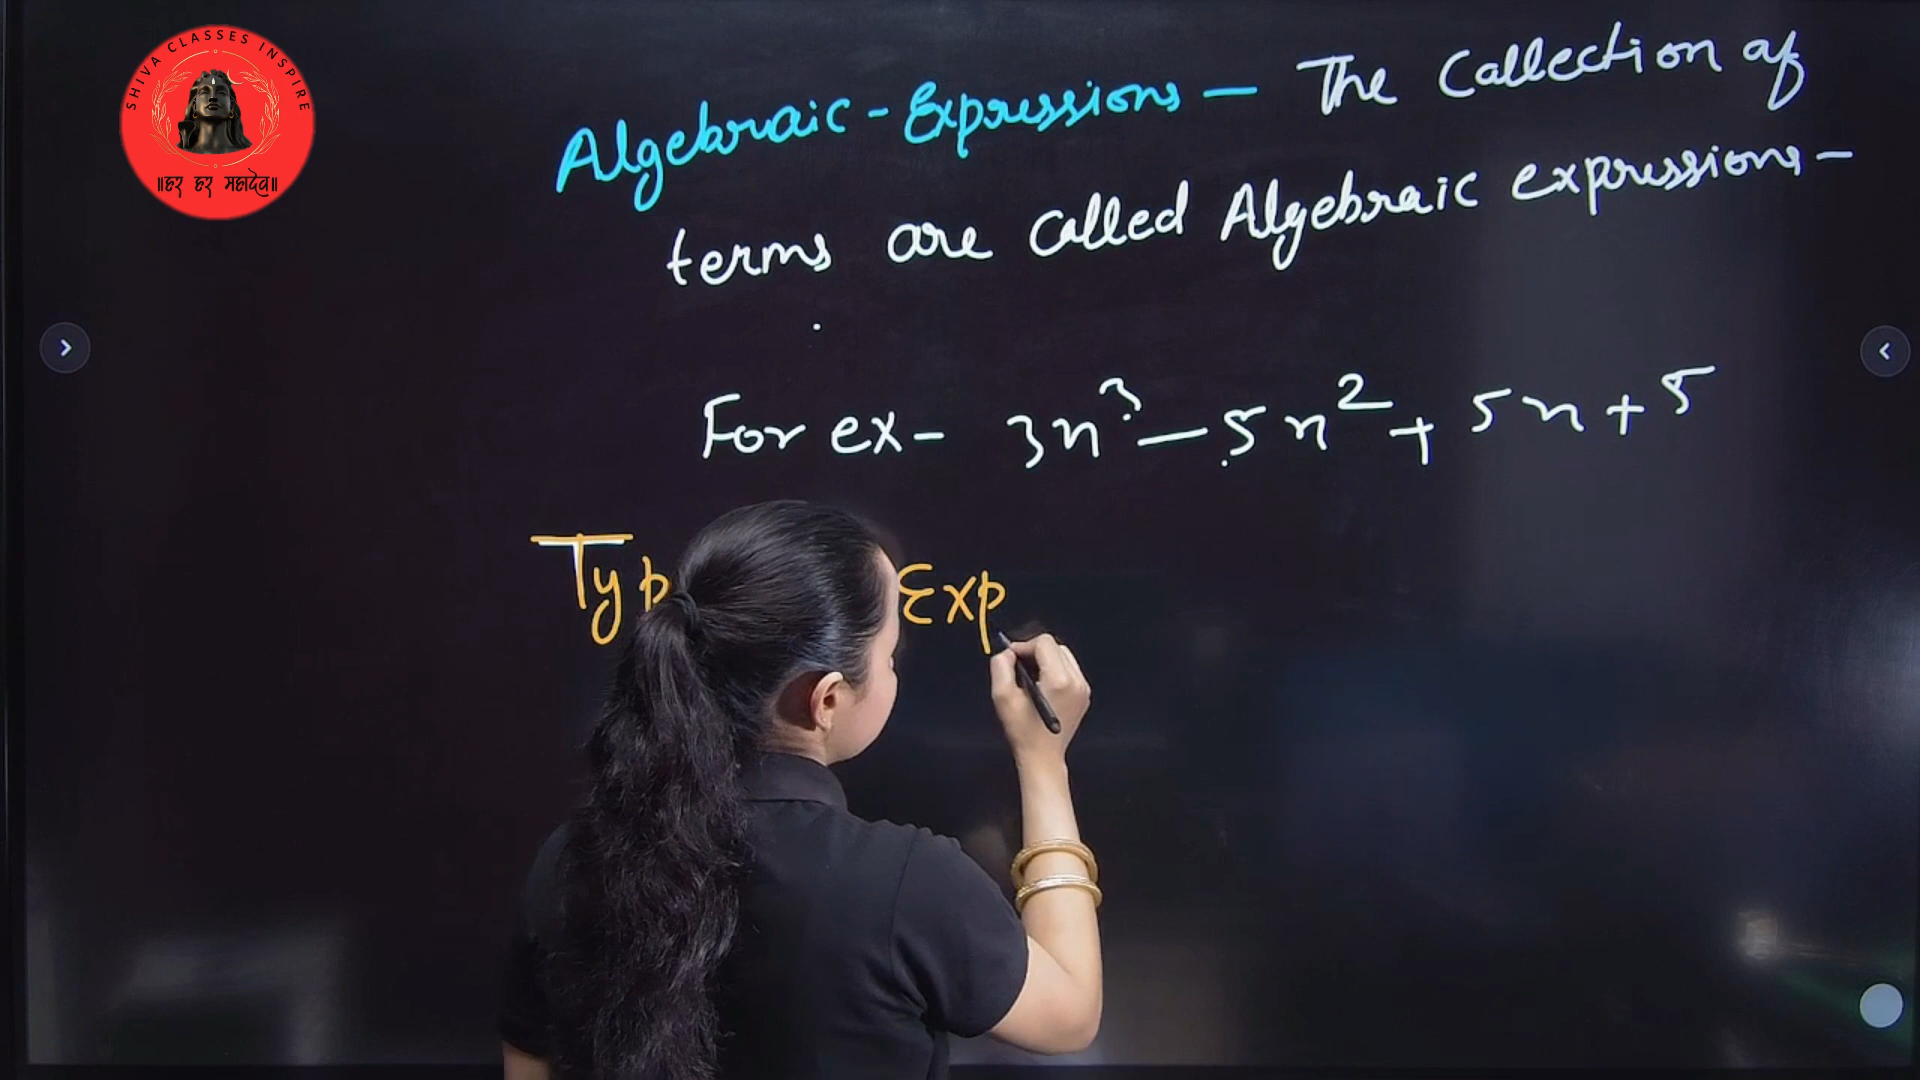 SHIVA CLASSES INSPIRE
॥हर हर महादेव॥
Algebraic-Expressions — The Collection of
terms are called Algebraic expressions —
For ex - 3x³ — 5x² + 5x + 5
Exp